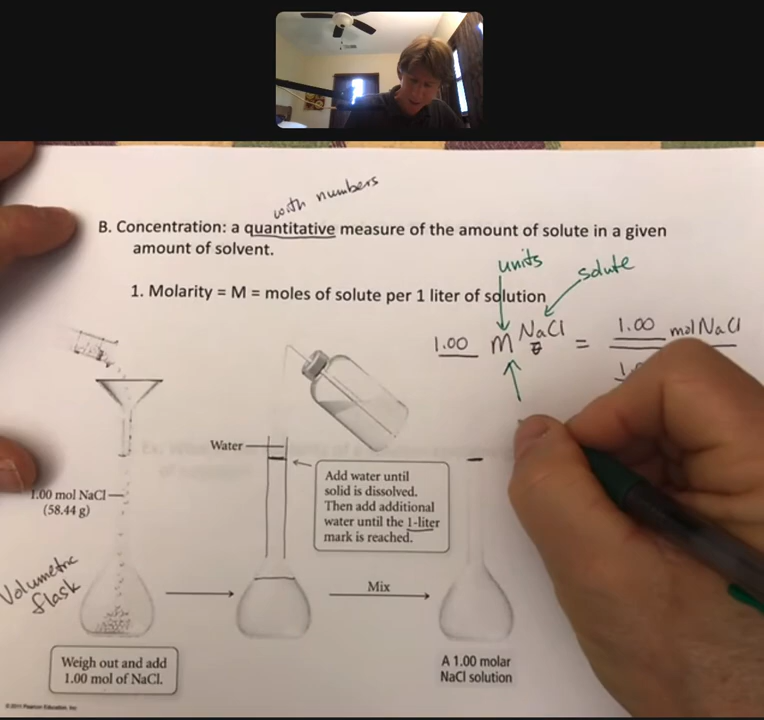 with numbers
B. Concentration: a quantitative measure of the amount of solute in a given
amount of solvent.
units
solute
1. Molarity = M = moles of solute per 1 liter of solution
1.00 M NaCl = 1.00 mol NaCl
Water
Add water until
solid is dissolved.
Then add additional
water until the 1-liter
mark is reached.
1.00 mol NaCl
(58.44 g)
Volumetric
flask
Mix
Weigh out and add
1.00 mol of NaCl.
A 1.00 molar
NaCl solution